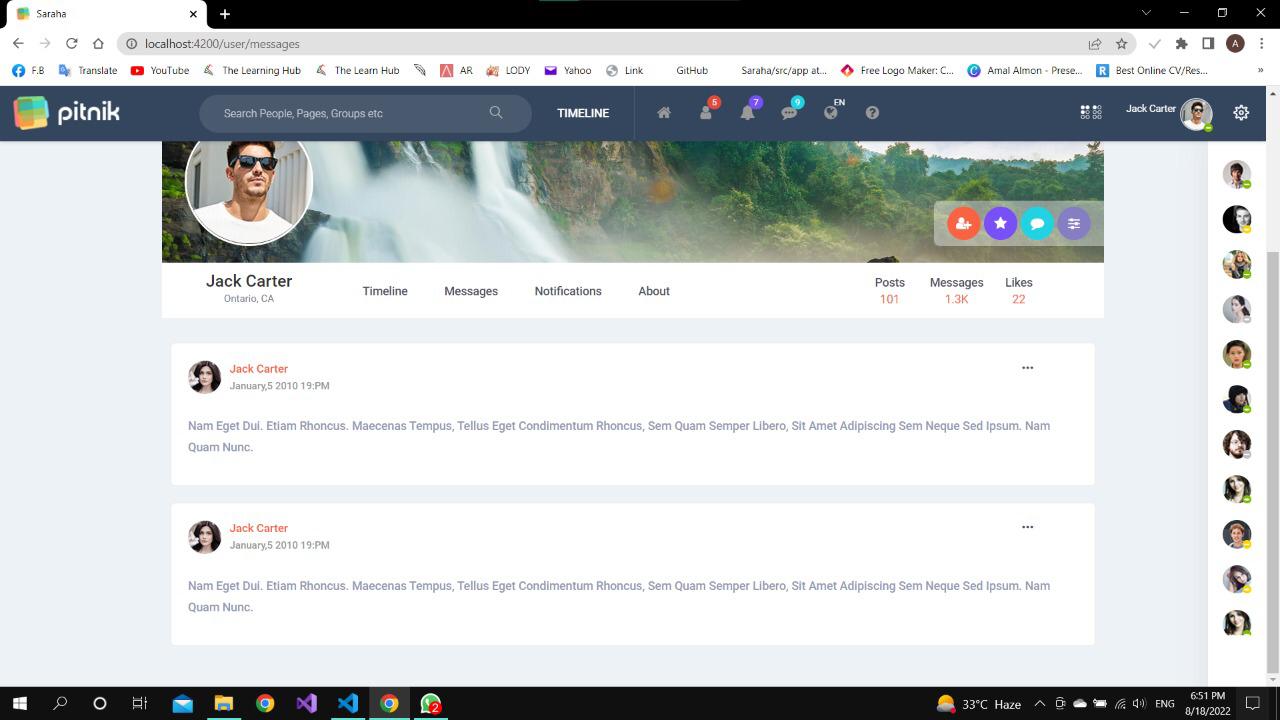 Saraha
localhost:4200/user/messages
A
F.B
Translate
YouTube
The Learnin Hub
The Learn Hub
AR
LODY
Yahoo
Link
GitHub
Saraha/src/app at...
Free Logo Maker: C...
Amal Almon - Prese...
Best Online CV/Res...
»
pitnik
Search People, Pages, Groups etc
TIMELINE
5
7
9
EN
Jack Carter
Jack Carter
Ontario, CA
Timeline
Messages
Notifications
About
Posts
101
Messages
1.3K
Likes
22
Jack Carter
January,5 2010 19:PM
Nam Eget Dui. Etiam Rhoncus. Maecenas Tempus, Tellus Eget Condimentum Rhoncus, Sem Quam Semper Libero, Sit Amet Adipiscing Sem Neque Sed Ipsum. Nam
Quam Nunc.
Jack Carter
January,5 2010 19:PM
Nam Eget Dui. Etiam Rhoncus. Maecenas Tempus, Tellus Eget Condimentum Rhoncus, Sem Quam Semper Libero, Sit Amet Adipiscing Sem Neque Sed Ipsum. Nam
Quam Nunc.
2
33°C Haze
ENG
6:51 PM
8/18/2022